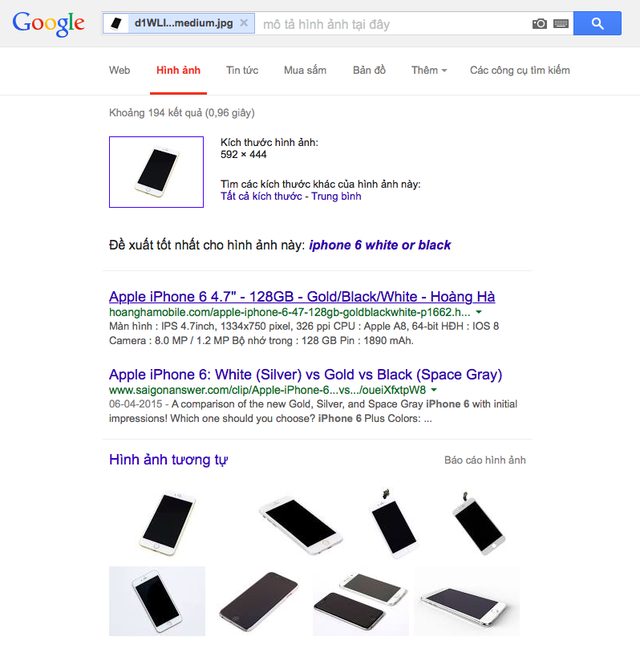 Google d1WLI...medium.jpg × mô tả hình ảnh tại đây
Web Hình ảnh Tin tức Mua sắm Bản đồ Thêm Các công cụ tìm kiếm
Khoảng 194 kết quả (0,96 giây)
Kích thước hình ảnh:
592 × 444
Tìm các kích thước khác của hình ảnh này:
Tất cả kích thước - Trung bình
Đề xuất tốt nhất cho hình ảnh này: iphone 6 white or black
Apple iPhone 6 4.7" - 128GB - Gold/Black/White - Hoàng Hà
hoanghamobile.com/apple-iphone-6-47-128gb-goldblackwhite-p1662.h...
Màn hình : IPS 4.7inch, 1334x750 pixel, 326 ppi CPU : Apple A8, 64-bit HĐH : IOS 8
Camera : 8.0 MP / 1.2 MP Bộ nhớ trong : 128 GB Pin : 1890 mAh.
Apple iPhone 6: White (Silver) vs Gold vs Black (Space Gray)
www.saigonanswer.com/clip/Apple-iPhone-6...vs.../oueiXfxtpW8
06-04-2015 - A comparison of the new Gold, Silver, and Space Gray iPhone 6 with initial
impressions! Which one should you choose? iPhone 6 Plus Colors: ...
Hình ảnh tương tự Báo cáo hình ảnh